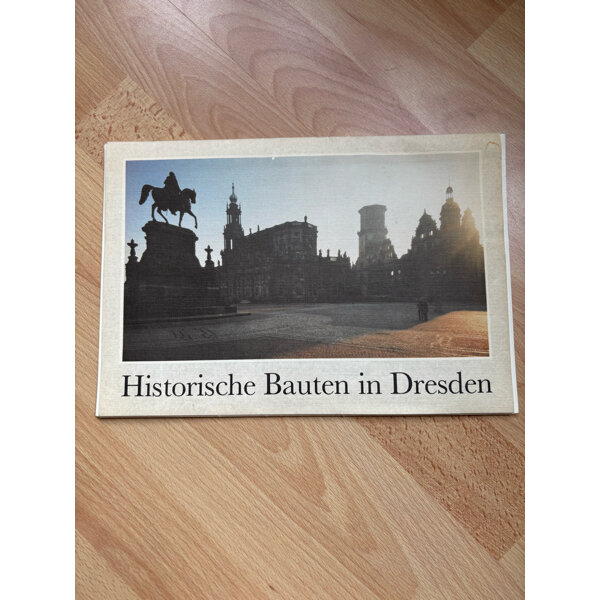 Historische Bauten in Dresden